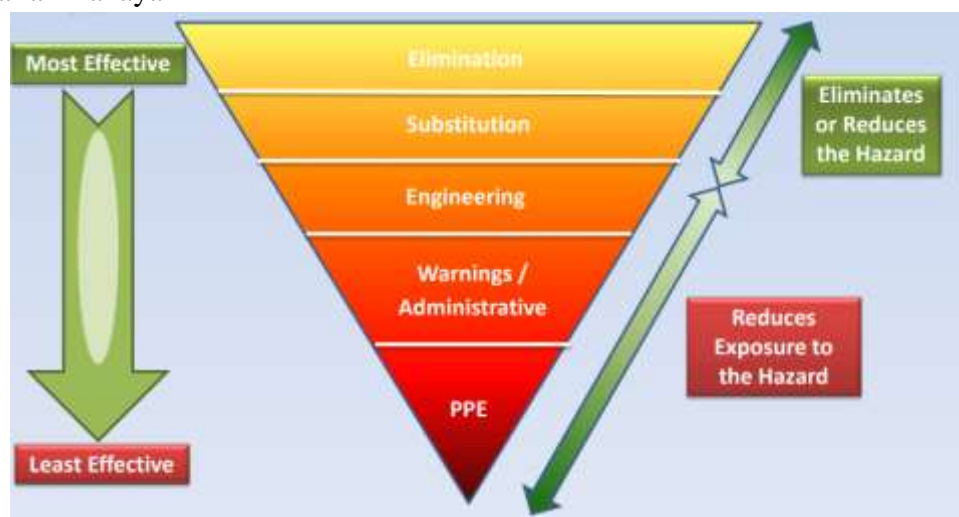 Most Effective
Elimination
Substitution
Engineering
Warnings /
Administrative
PPE
Least Effective
Eliminates
or Reduces
the Hazard
Reduces
Exposure to
the Hazard